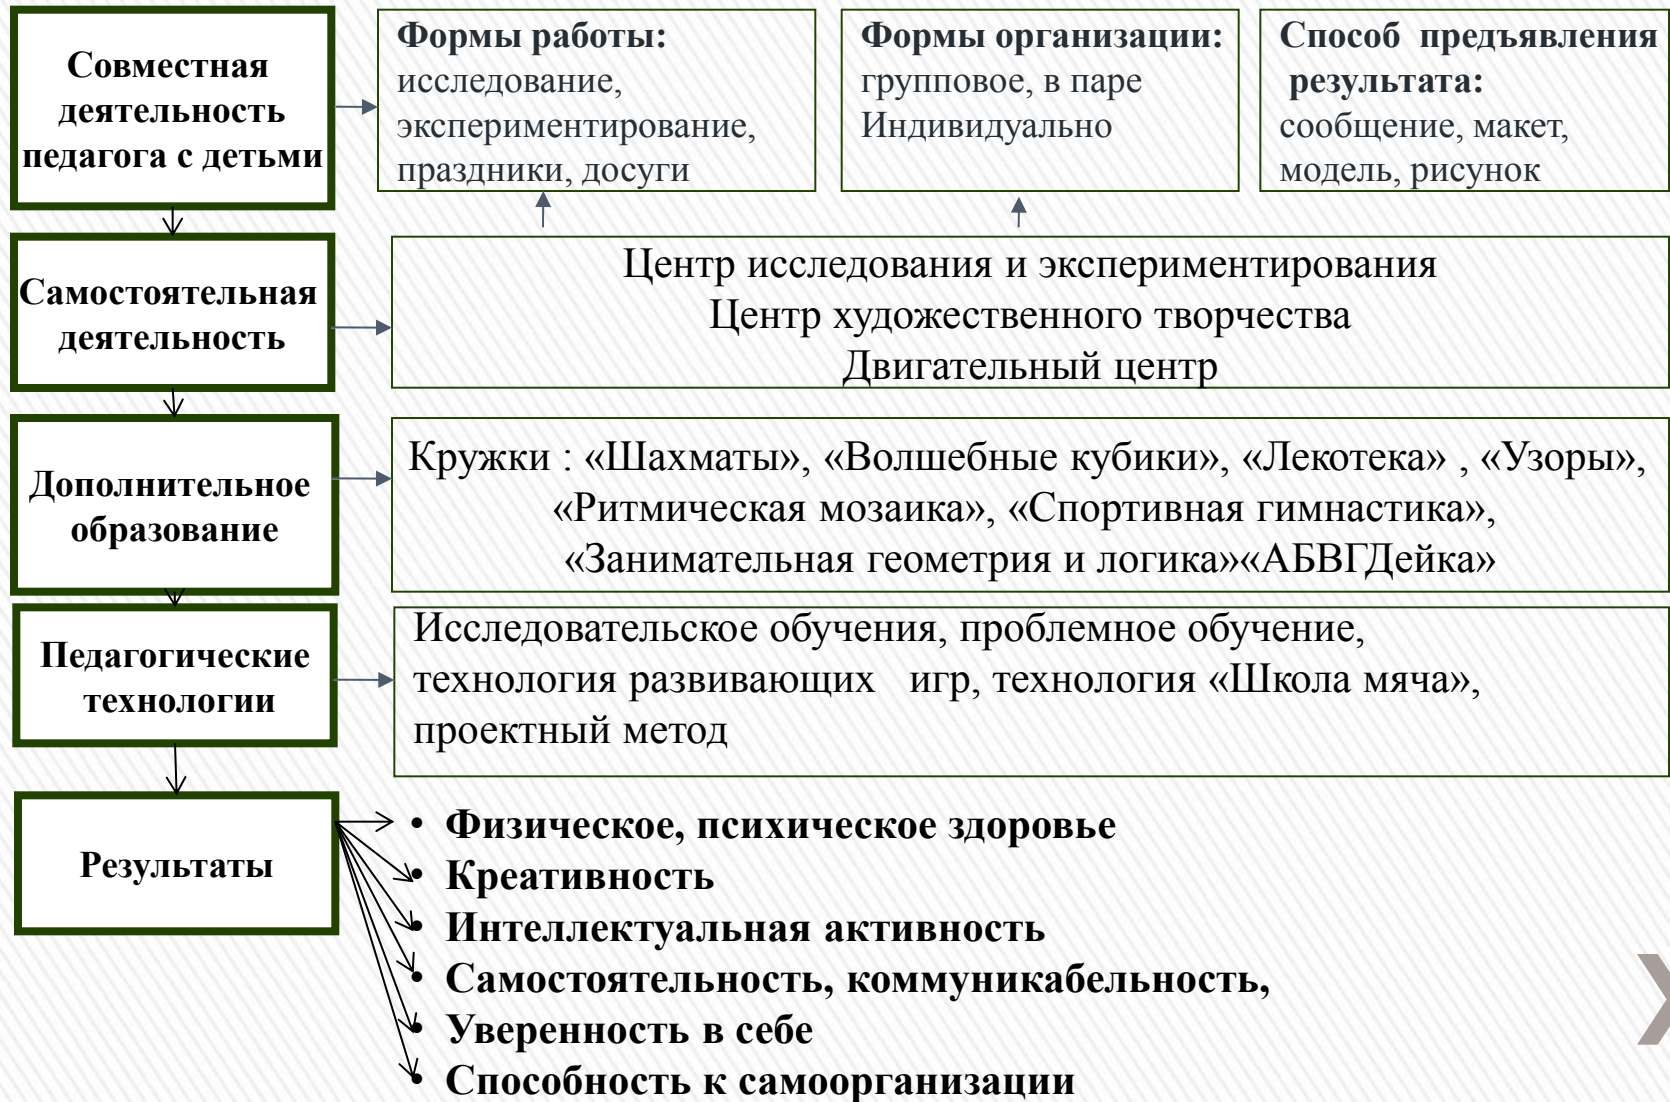 Совместная
деятельность
педагога с детьми
Формы работы:
исследование,
экспериментирование,
праздники, досуги
Формы организации:
групповое, в паре
Индивидуально
Способ предъявления
результата:
сообщение, макет,
модель, рисунок
Самостоятельная
деятельность
Центр исследования и экспериментирования
Центр художественного творчества
Двигательный центр
Дополнительное
образование
Кружки : «Шахматы», «Волшебные кубики», «Лекотека» , «Узоры»,
«Ритмическая мозаика», «Спортивная гимнастика»,
«Занимательная геометрия и логика»«АБВГДейка»
Педагогические
технологии
Исследовательское обучения, проблемное обучение,
технология развивающих игр, технология «Школа мяча»,
проектный метод
Результаты
• Физическое, психическое здоровье
• Креативность
• Интеллектуальная активность
• Самостоятельность, коммуникабельность,
• Уверенность в себе
• Способность к самоорганизации